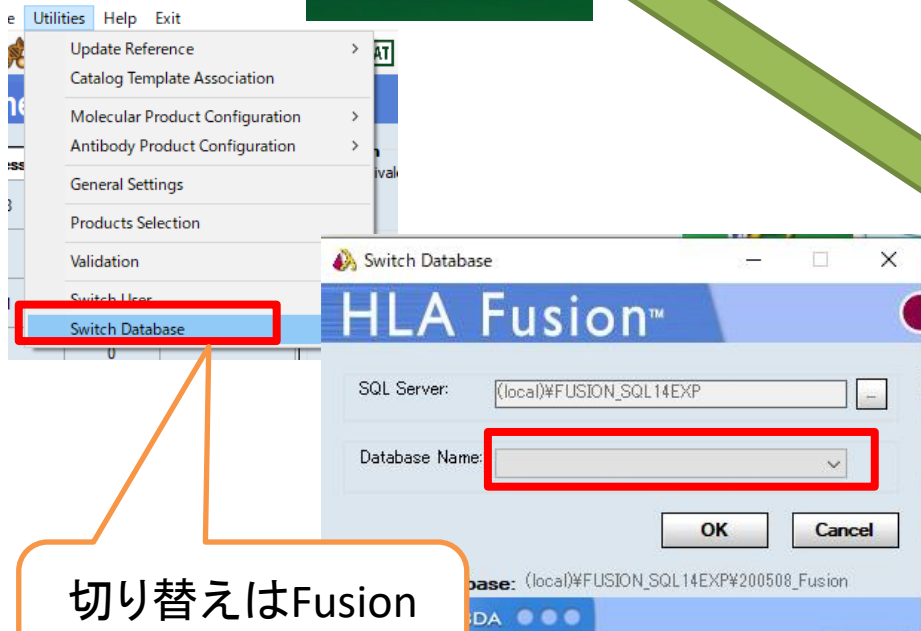 Utilities Help Exit
Update Reference >
Catalog Template Association
Molecular Product Configuration >
Antibody Product Configuration >
General Settings
Products Selection
Validation
Switch User
Switch Database
0
Switch Database
HLA Fusion™
SQL Server: (local)¥FUSION_SQL14EXP
Database Name:
OK Cancel
(local)¥FUSION_SQL14EXP¥200508_Fusion
切り替えはFusion